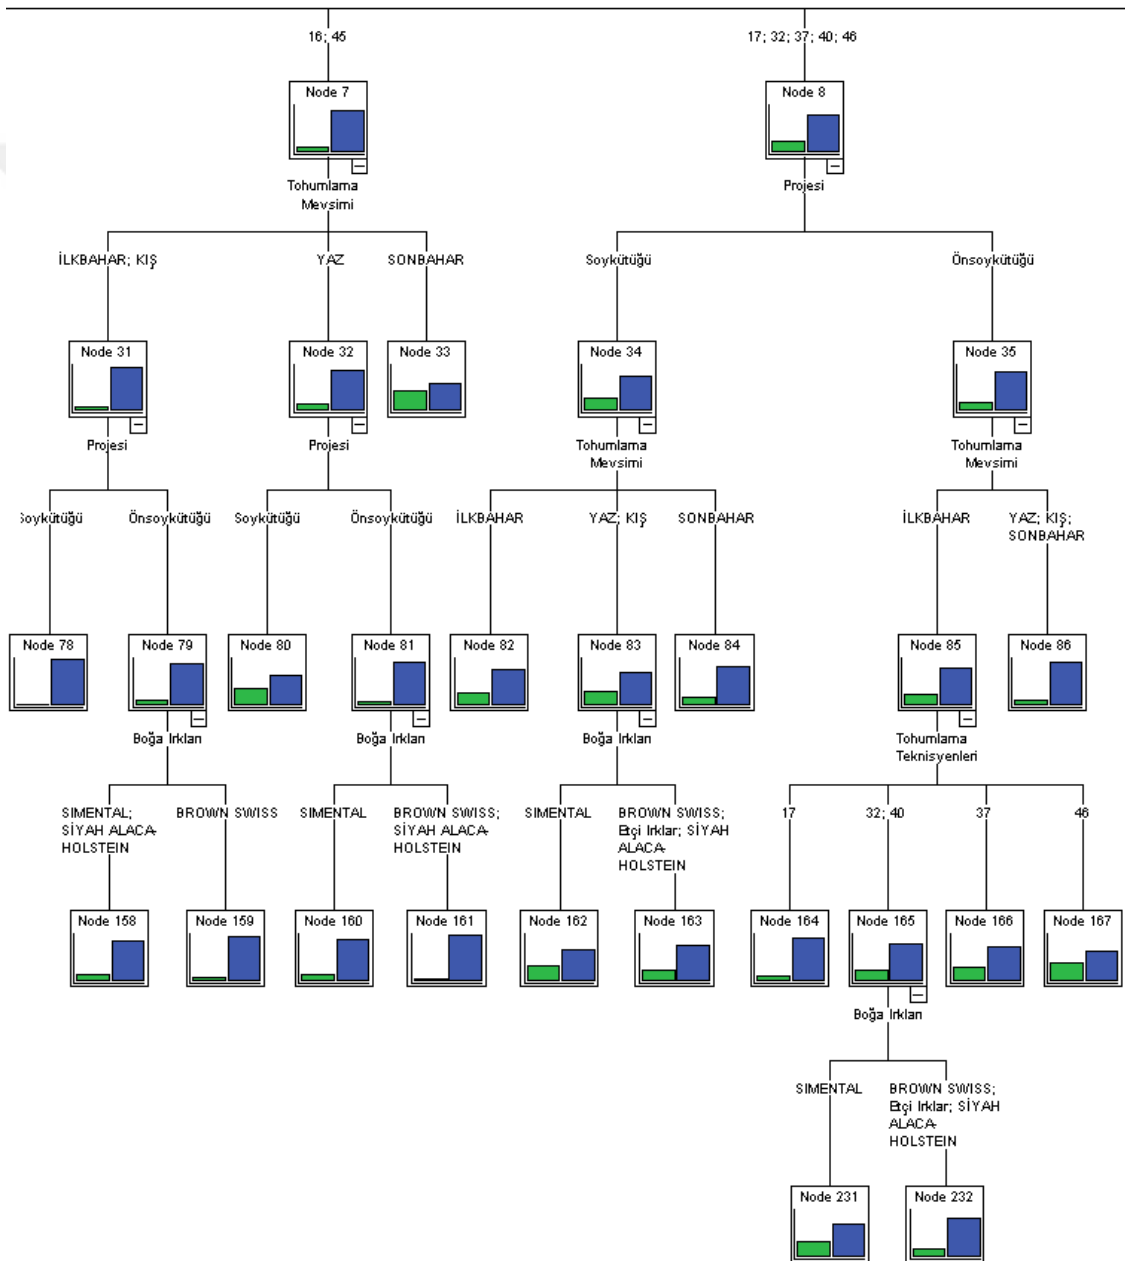 16; 45
17; 32; 37; 40; 46
Node 7
Node 8
Tohumlama
Mevsimi
Projesi
İLKBAHAR; KIŞ
YAZ
SONBAHAR
Soykütüğü
Önsoykütüğü
Node 31
Node 32
Node 33
Node 34
Node 35
Projesi
Projesi
Tohumlama
Mevsimi
Tohumlama
Mevsimi
Soykütüğü
Önsoykütüğü
Soykütüğü
Önsoykütüğü
İLKBAHAR
YAZ; KIŞ
SONBAHAR
İLKBAHAR
YAZ; KIŞ;
SONBAHAR
Node 78
Node 79
Node 80
Node 81
Node 82
Node 83
Node 84
Node 85
Node 86
Boğa Irkları
Boğa Irkları
Boğa Irkları
Tohumlama
Teknisyenleri
SIMENTAL;
SİYAH ALACA-
HOLSTEIN
BROWN SWISS
SIMENTAL
BROWN SWISS;
SİYAH ALACA-
HOLSTEIN
SIMENTAL
BROWN SWISS;
Etçi Irklar; SİYAH
ALACA-
HOLSTEIN
17
32; 40
37
46
Node 158
Node 159
Node 160
Node 161
Node 162
Node 163
Node 164
Node 165
Node 166
Node 167
Boğa Irkları
SIMENTAL
BROWN SWISS;
Etçi Irklar; SİYAH
ALACA-
HOLSTEIN
Node 231
Node 232